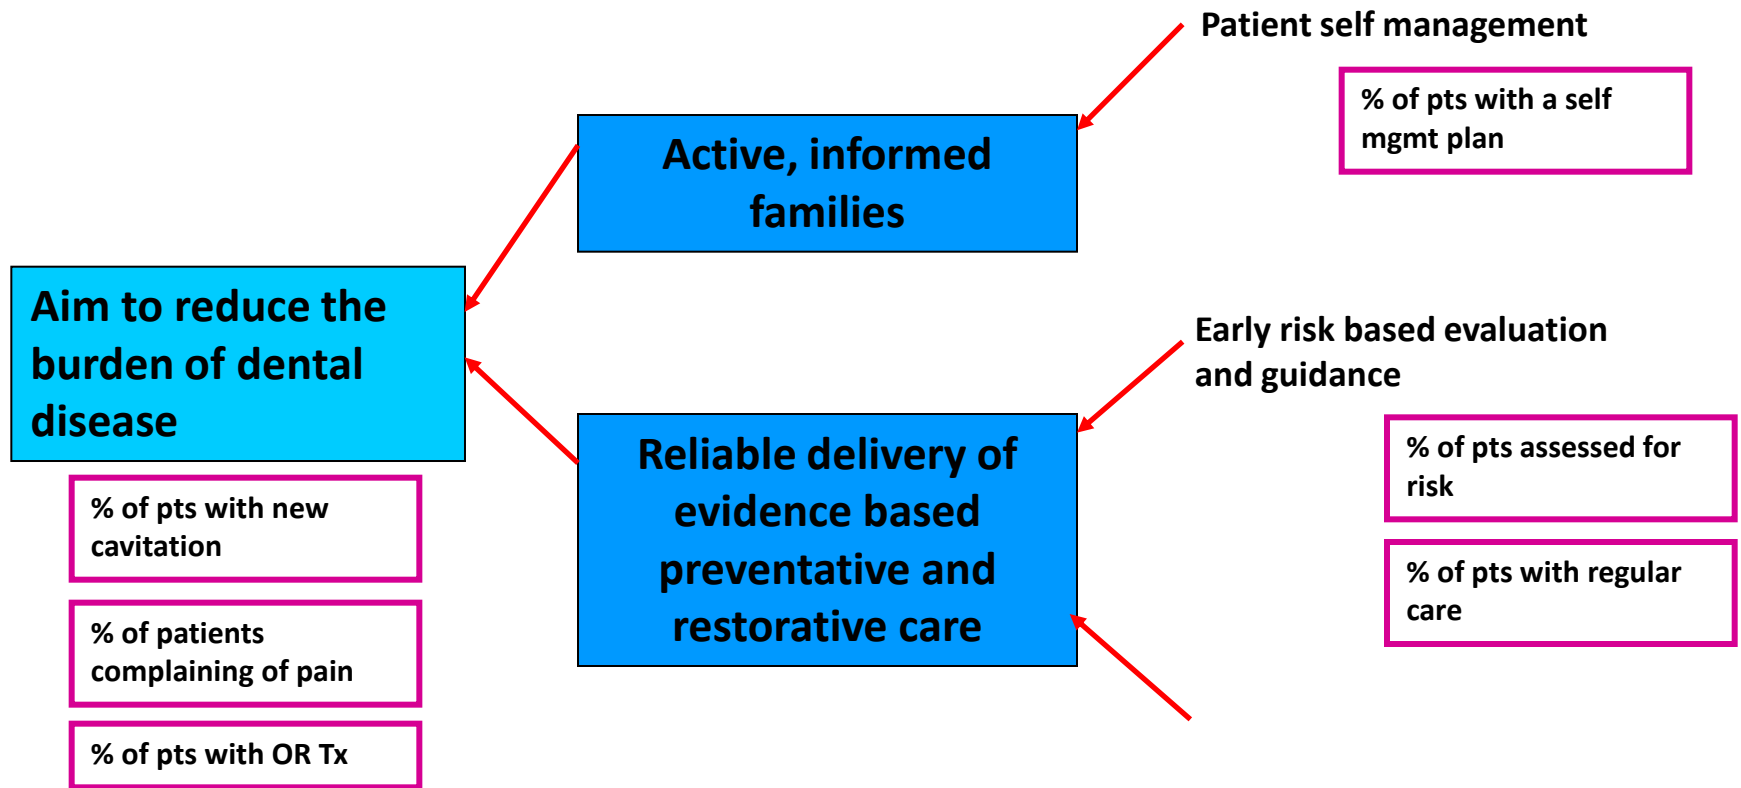 Patient self management
% of pts with a self
mgmt plan
Active, informed
families
Aim to reduce the
burden of dental
disease
% of pts with new
cavitation
% of patients
complaining of pain
% of pts with OR Tx
Early risk based evaluation
and guidance
Reliable delivery of
evidence based
preventative and
restorative care
% of pts assessed for
risk
% of pts with regular
care